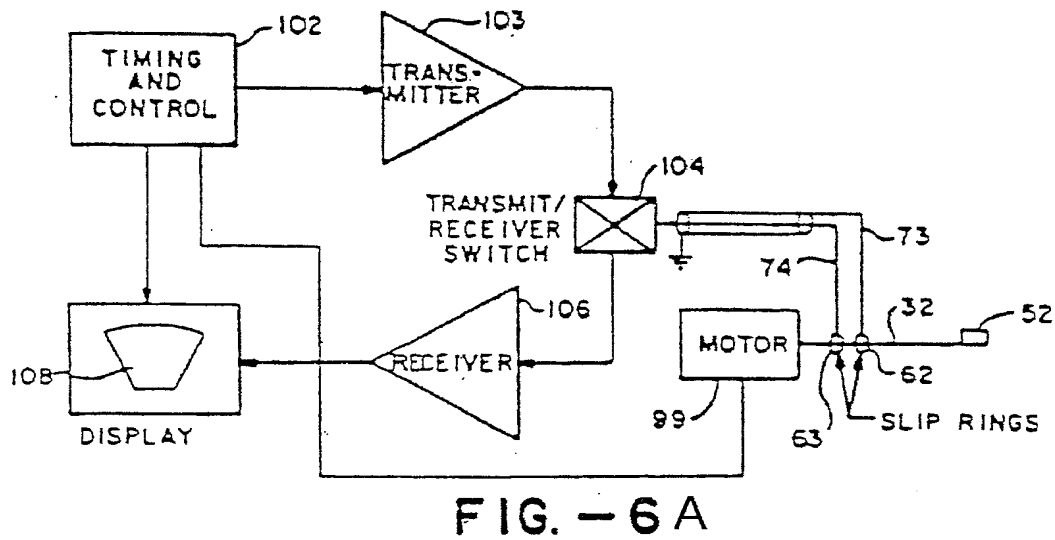 102
TIMING
AND
CONTROL
103
TRANS-
MITTER
104
TRANSMIT/
RECEIVER
SWITCH
73
74
106
RECEIVER
108
DISPLAY
MOTOR
99
32
52
62
63
SLIP RINGS
FIG. - 6A